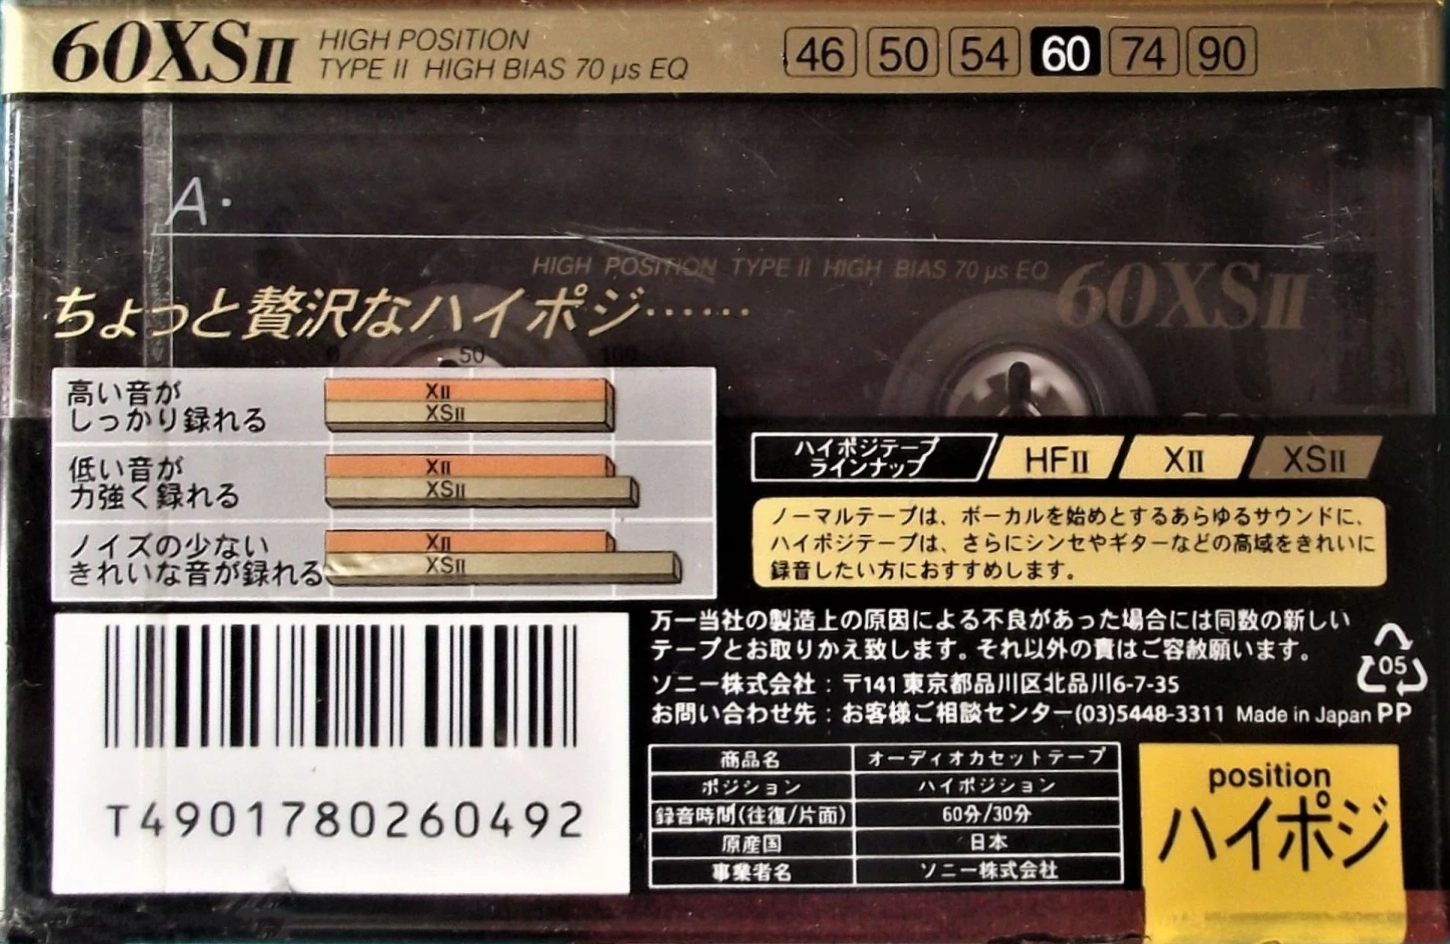 60XSII
HIGH POSITION
TYPE II HIGH BIAS 70 μs EQ
46 50 54 60 74 90
A·
HIGH POSITION TYPE II HIGH BIAS 70 μs EQ 60XSII
ちょっと贅沢なハイポジ……
0 50 100
高い音が
しっかり録れる
XII
XSII
低い音が
力強く録れる
XII
XSII
ノイズの少ない
きれいな音が録れる
XII
XSII
ハイポジテープ
ラインナップ
HFII XII XSII
ノーマルテープは、ボーカルを始めとするあらゆるサウンドに、
ハイポジテープは、さらにシンセやギターなどの高域をきれいに
録音したい方におすすめします。
万一当社の製造上の原因による不良があった場合には同数の新しい
テープとお取りかえ致します。それ以外の責はご容赦願います。
ソニー株式会社：〒141 東京都品川区北品川6-7-35
お問い合わせ先：お客様ご相談センター(03)5448-3311 Made in Japan
05
PP
T4901780260492
商品名 オーディオカセットテープ
ポジション ハイポジション
録音時間(往復/片面) 60分/30分
原産国 日本
事業者名 ソニー株式会社
position
ハイポジ